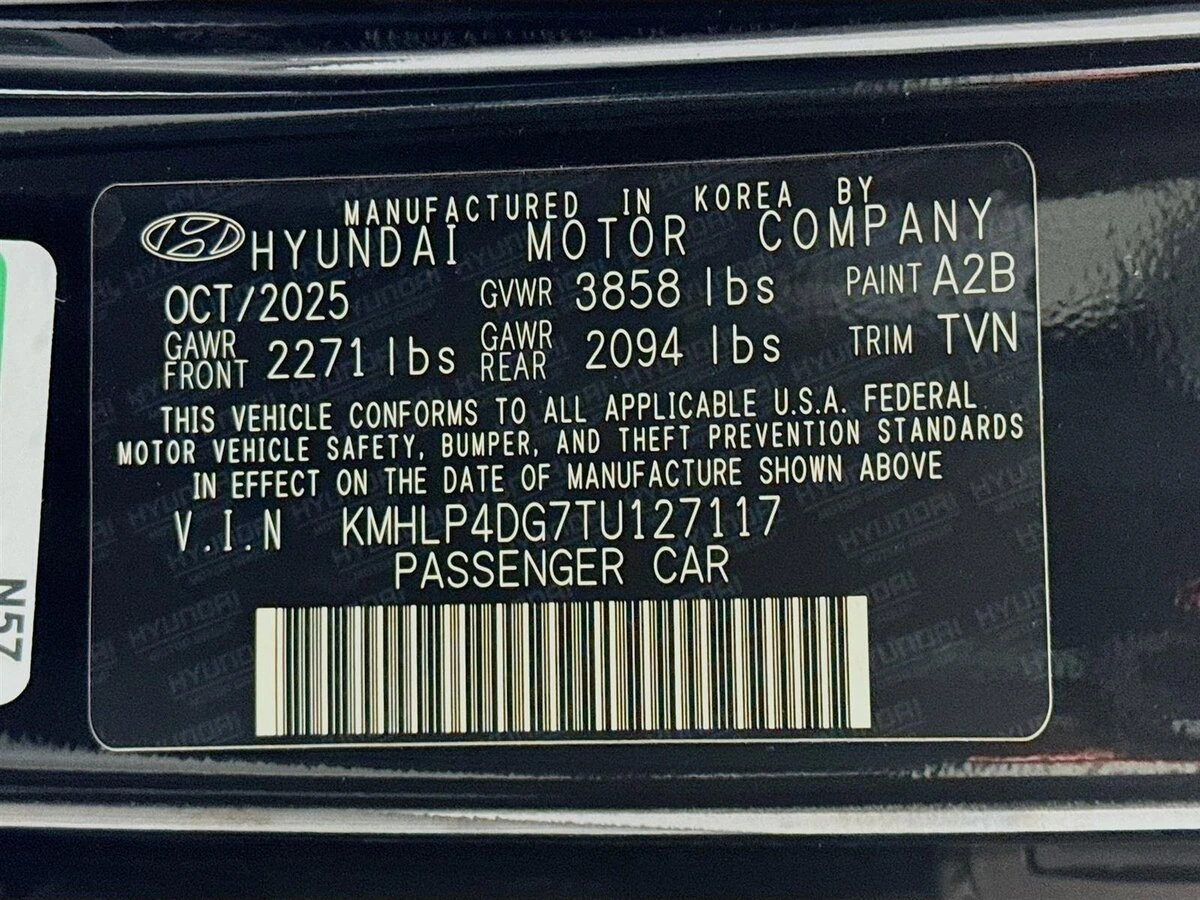 MANUFACTURED IN KOREA BY
HYUNDAI MOTOR COMPANY
OCT/2025 GVWR 3858 lbs PAINT A2B
GAWR FRONT 2271 lbs GAWR REAR 2094 lbs TRIM TVN
THIS VEHICLE CONFORMS TO ALL APPLICABLE U.S.A. FEDERAL
MOTOR VEHICLE SAFETY, BUMPER, AND THEFT PREVENTION STANDARDS
IN EFFECT ON THE DATE OF MANUFACTURE SHOWN ABOVE
V.I.N KMHLP4DG7TU127117
PASSENGER CAR
N57